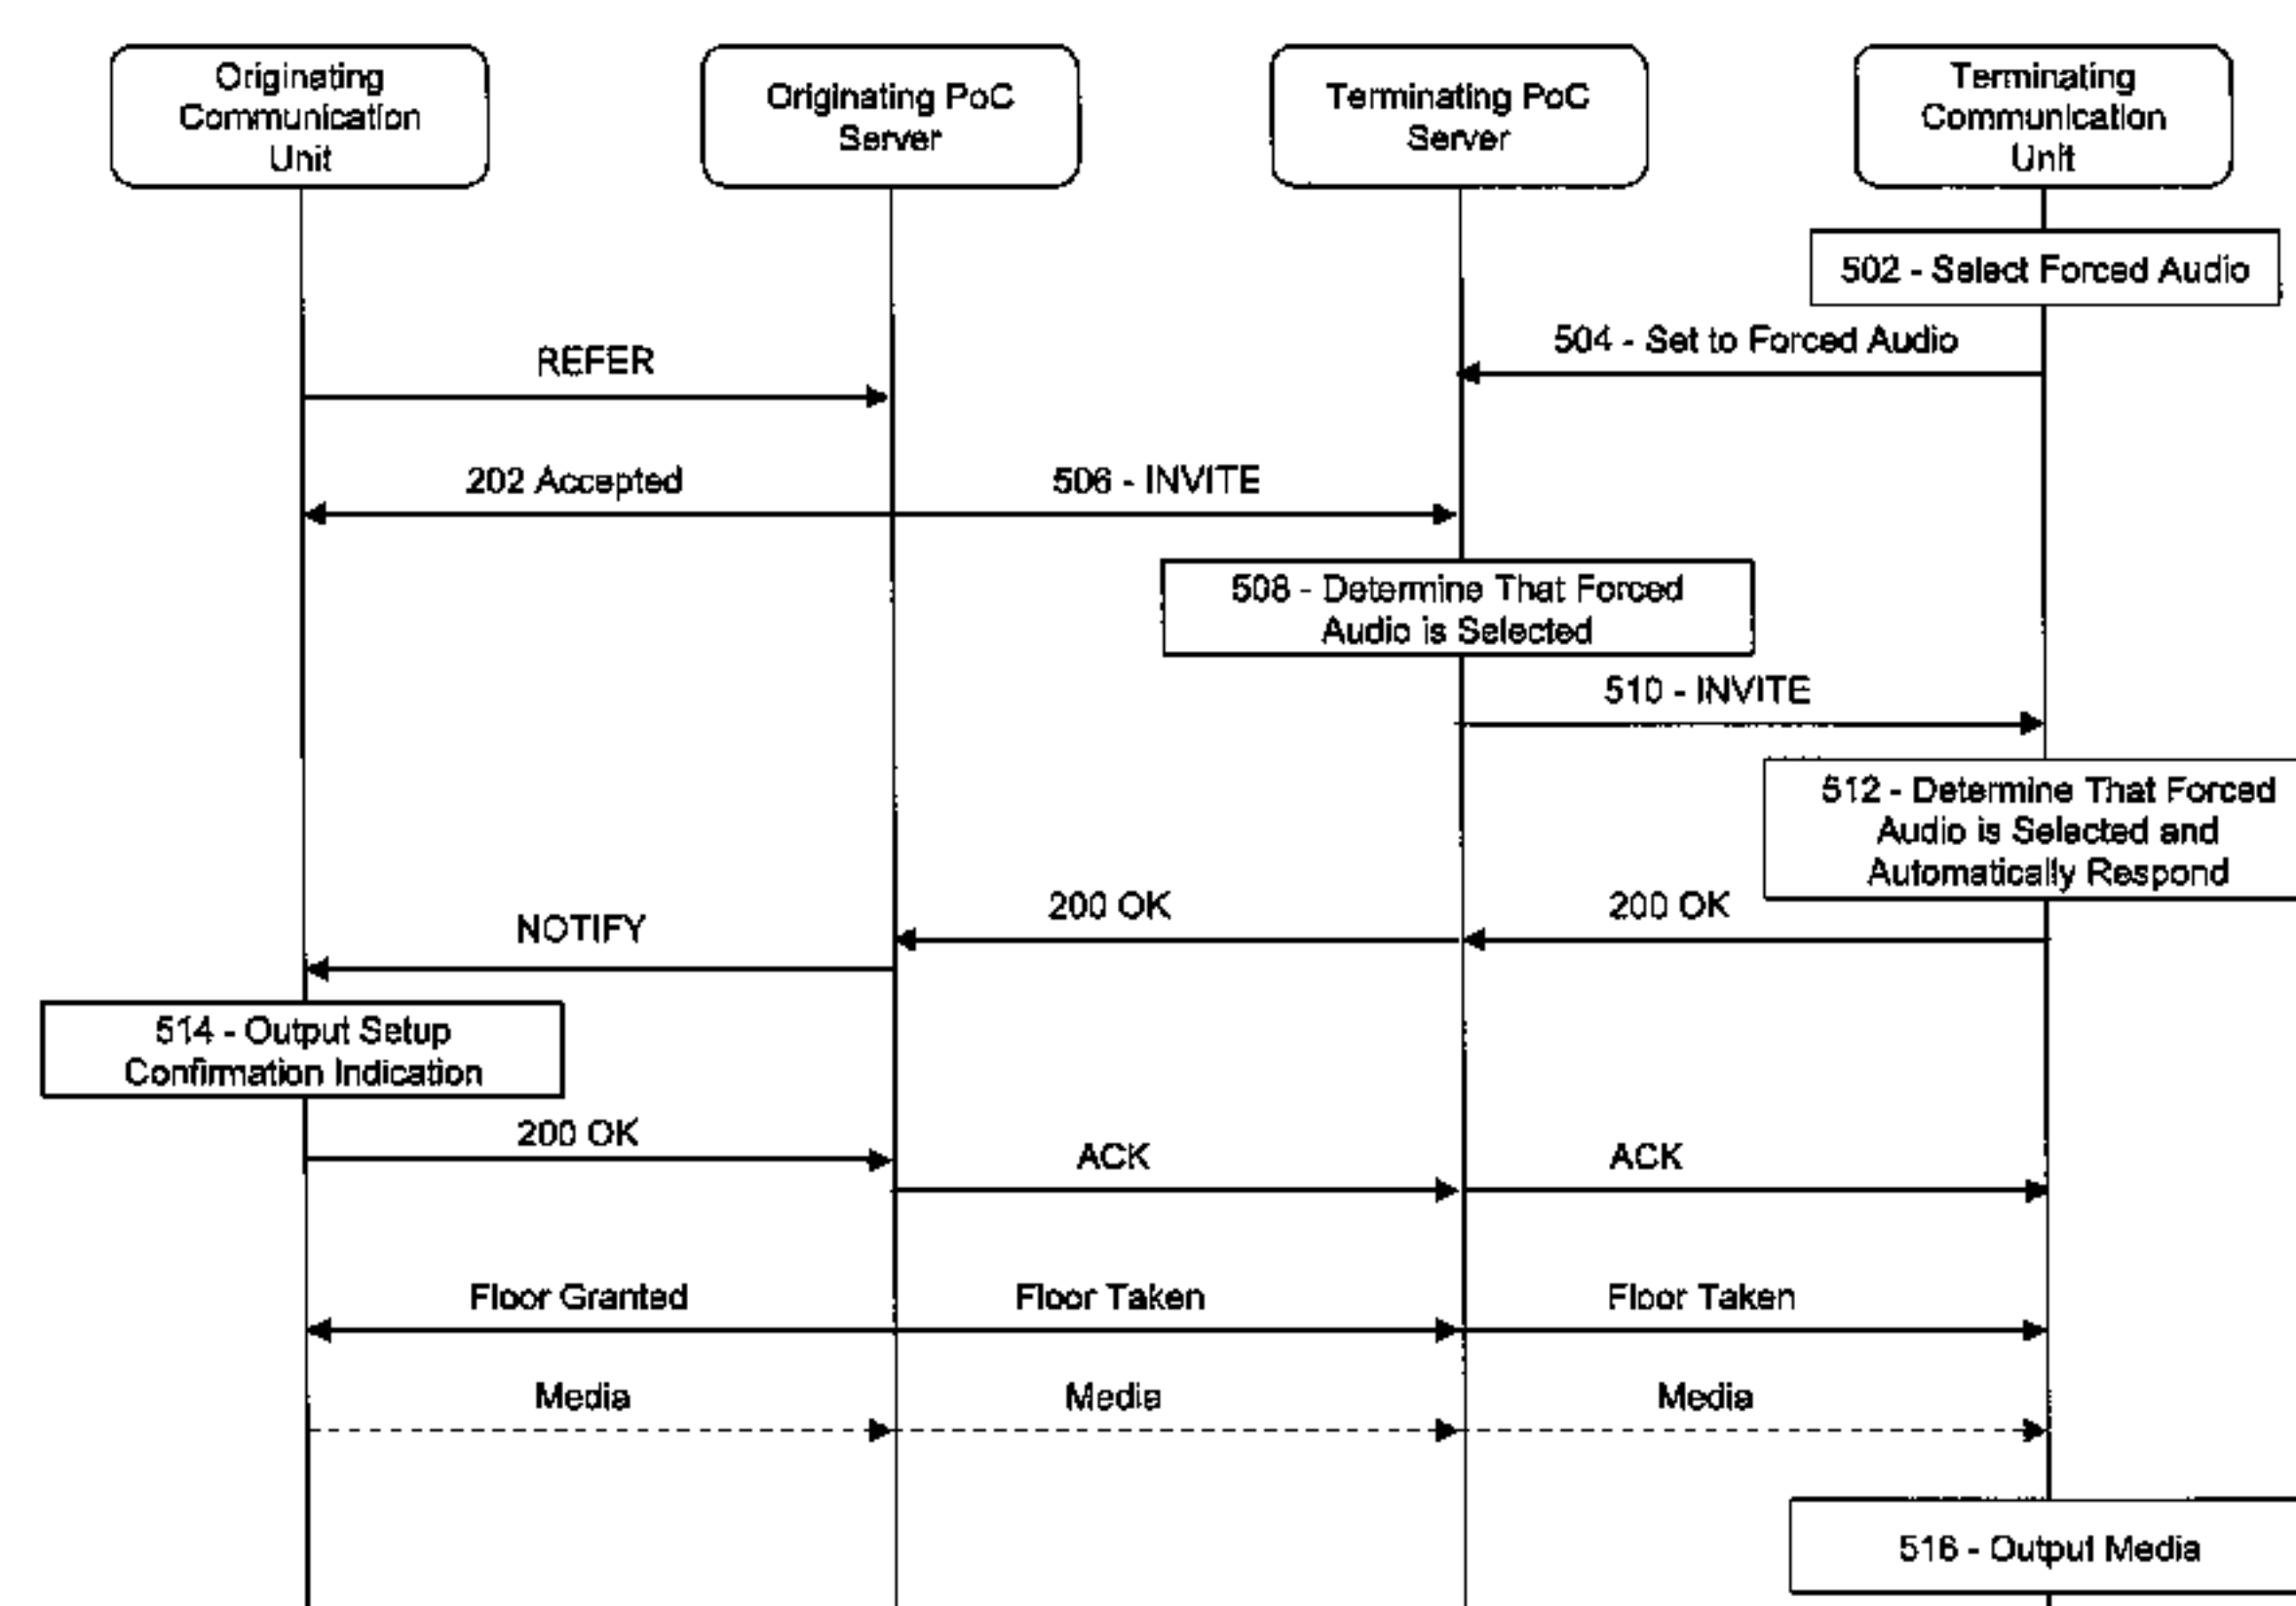 Originating
Communication
Unit
Originating PoC
Server
Terminating PoC
Server
Terminating
Communication
Unit
502 - Select Forced Audio
504 - Set to Forced Audio
REFER
202 Accepted
506 - INVITE
508 - Determine That Forced
Audio is Selected
510 - INVITE
512 - Determine That Forced
Audio is Selected and
Automatically Respond
200 OK
200 OK
NOTIFY
514 - Output Setup
Confirmation Indication
200 OK
ACK
ACK
Floor Granted
Floor Taken
Floor Taken
Media
Media
Media
516 - Output Media